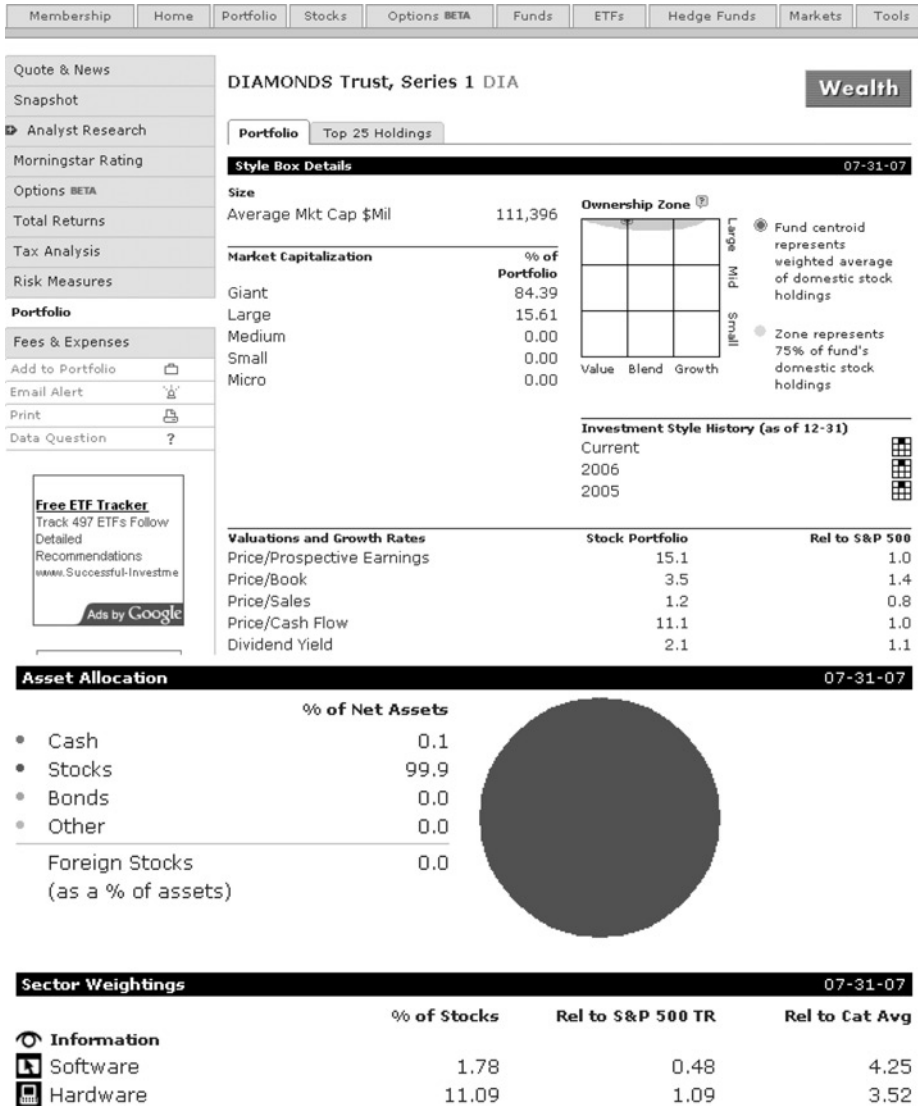 Membership Home Portfolio Stocks Options BETA Funds ETFs Hedge Funds Markets Tools
Quote & News
Snapshot
Analyst Research
Morningstar Rating
Options BETA
Total Returns
Tax Analysis
Risk Measures
Portfolio
Fees & Expenses
Add to Portfolio
Email Alert
Print
Data Question ?
Free ETF Tracker
Track 497 ETFs Follow
Detailed
Recommendations
www.Successful-Investme
Ads by Google
DIAMONDS Trust, Series 1 DIA
Wealth
Portfolio Top 25 Holdings
Style Box Details 07-31-07
Size
Average Mkt Cap $Mil 111,396
Market Capitalization % of
Portfolio
Giant 84.39
Large 15.61
Medium 0.00
Small 0.00
Micro 0.00
Ownership Zone ?
Large
Mid
Small
Value Blend Growth
Fund centroid
represents
weighted average
of domestic stock
holdings
Zone represents
75% of fund's
domestic stock
holdings
Investment Style History (as of 12-31)
Current
2006
2005
Valuations and Growth Rates Stock Portfolio Rel to S&P 500
Price/Prospective Earnings 15.1 1.0
Price/Book 3.5 1.4
Price/Sales 1.2 0.8
Price/Cash Flow 11.1 1.0
Dividend Yield 2.1 1.1
Asset Allocation 07-31-07
% of Net Assets
Cash 0.1
Stocks 99.9
Bonds 0.0
Other 0.0
Foreign Stocks 0.0
(as a % of assets)
Sector Weightings 07-31-07
% of Stocks Rel to S&P 500 TR Rel to Cat Avg
Information
Software 1.78 0.48 4.25
Hardware 11.09 1.09 3.52